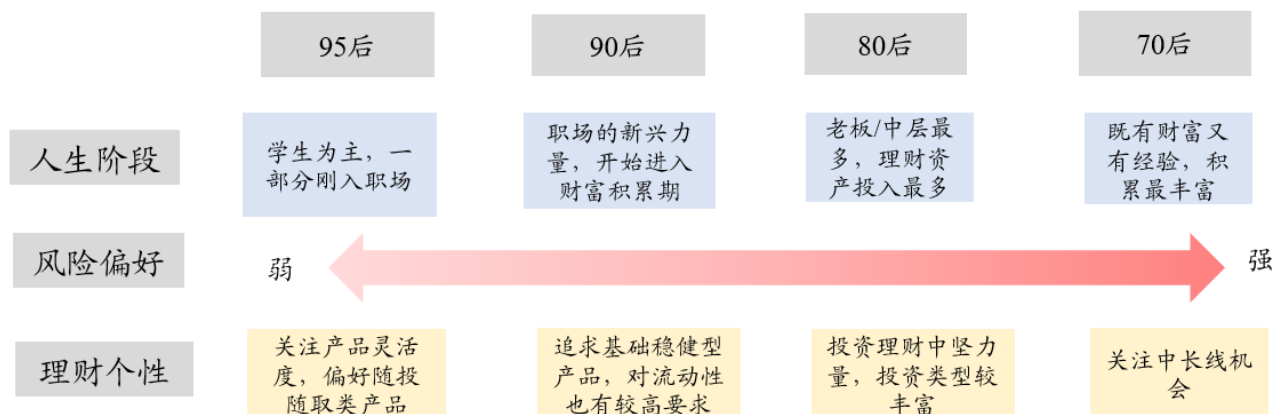 95后
90后
80后
70后
人生阶段
学生为主，一
部分刚入职场
职场的新兴力
量，开始进入
财富积累期
老板/中层最
多，理财资
产投入最多
既有财富又
有经验，积
累最丰富
风险偏好
弱
强
理财个性
关注产品灵活
度，偏好随投
随取类产品
追求基础稳健型
产品，对流动性
也有较高要求
投资理财中坚力
量，投资类型较
丰富
关注中长线机
会